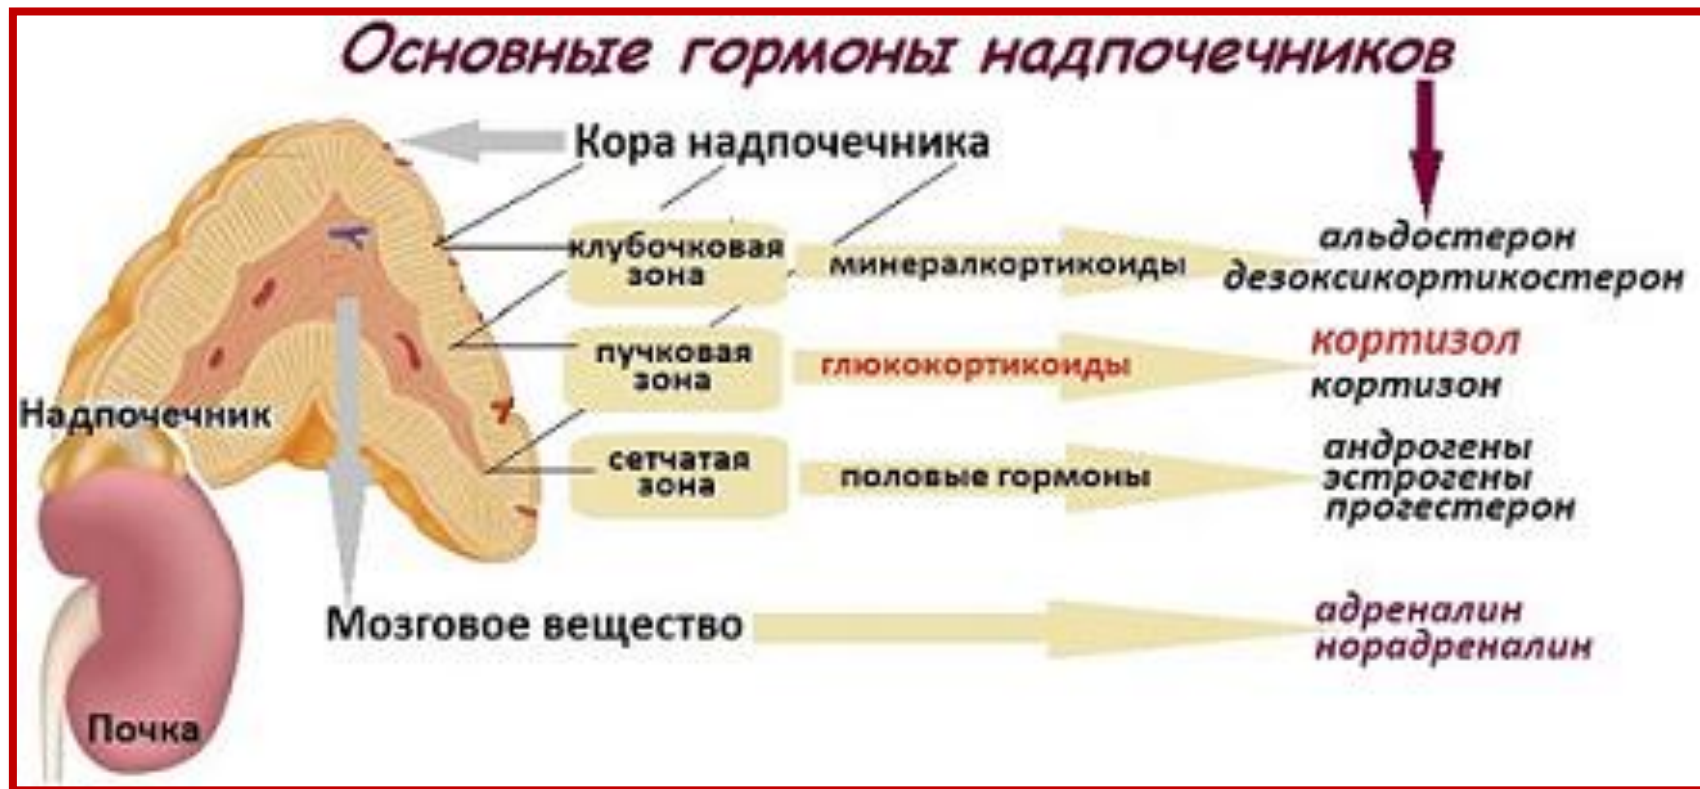 Основные гормоны надпочечников
Кора надпочечника
клубочковая
зона
минералкортикоиды
альдостерон
дезоксикортикостерон
пучковая
зона
глюкокортикоиды
кортизол
кортизон
Надпочечник
сетчатая
зона
половые гормоны
андрогены
эстрогены
прогестерон
Мозговое вещество
адреналин
норадреналин
Почка